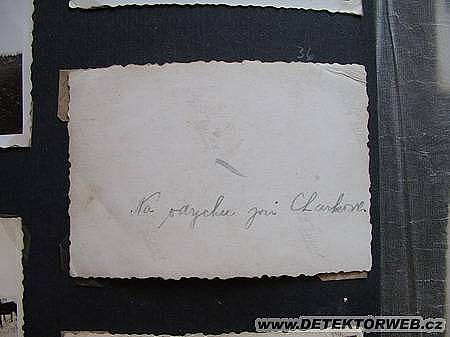 36
Na oddychu pri Charkove.
www.DETEKTORWEB.cz